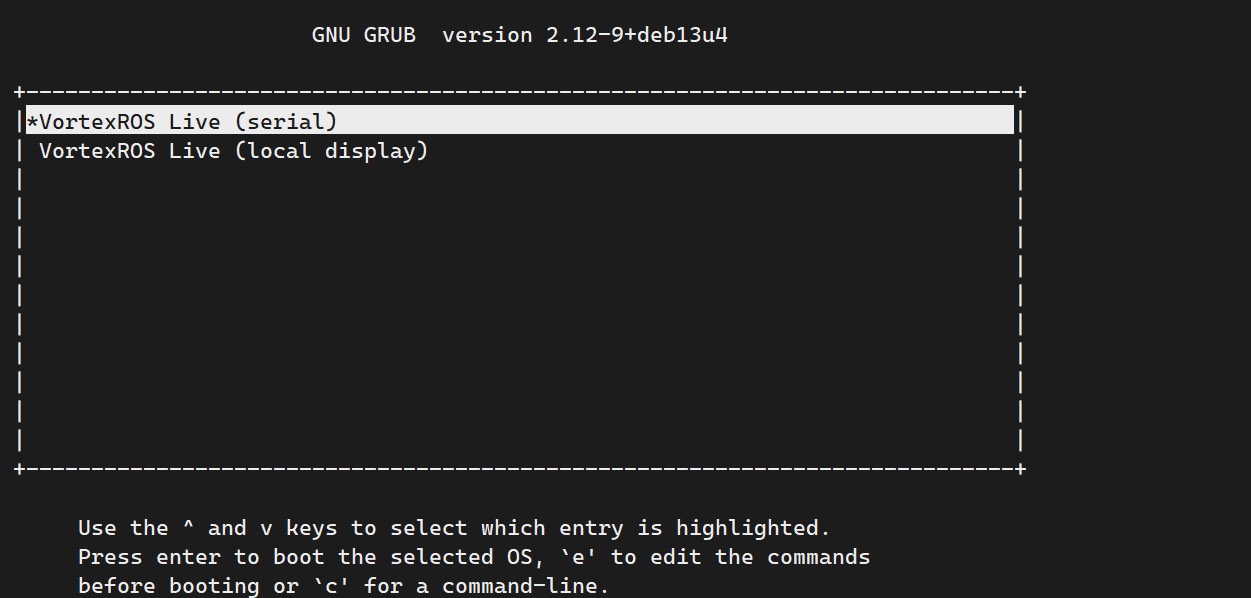 GNU GRUB  version 2.12-9+deb13u4
*VortexROS Live (serial)
VortexROS Live (local display)
Use the ^ and v keys to select which entry is highlighted.
Press enter to boot the selected OS, `e' to edit the commands
before booting or `c' for a command-line.